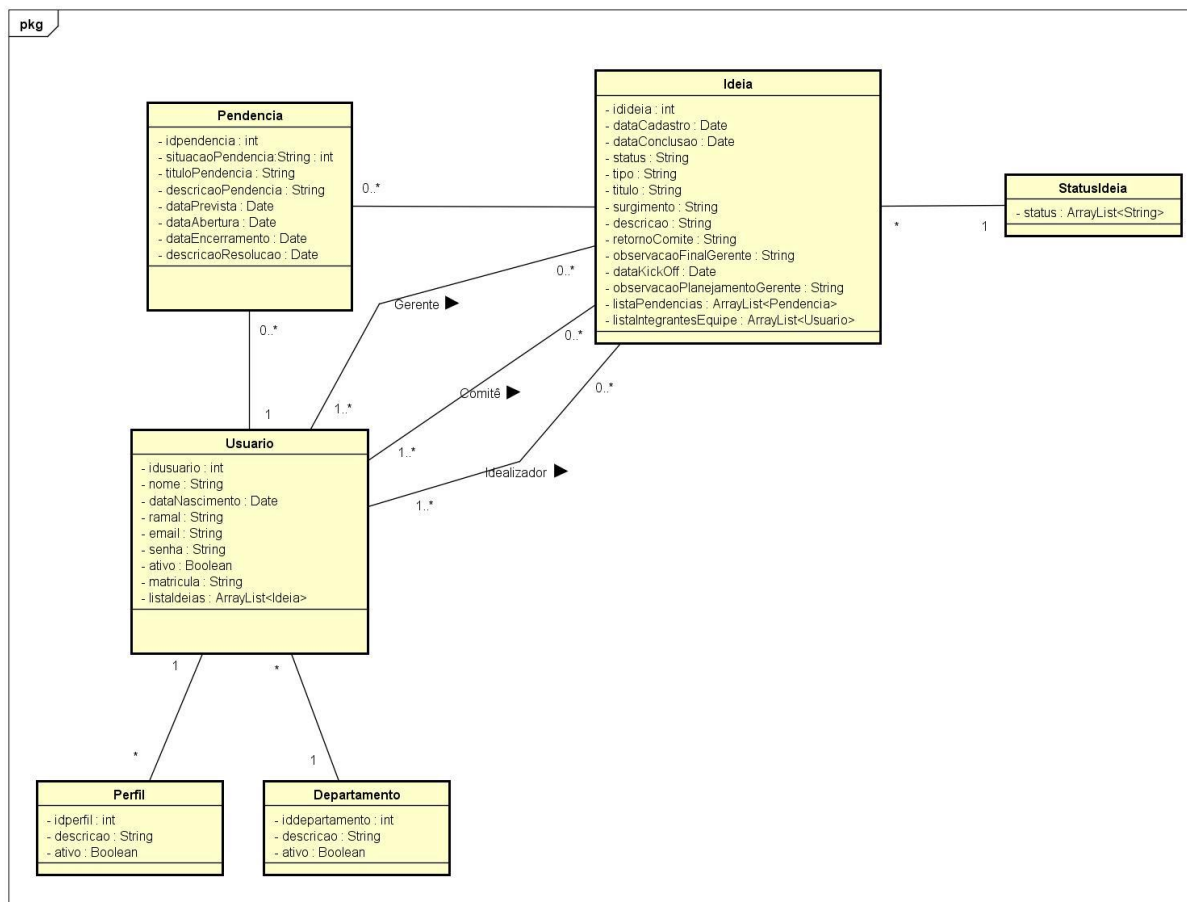 pkg
Pendencia
- idpendencia : int
- situacaoPendencia:String : int
- tituloPendencia : String
- descricaoPendencia : String
- dataPrevista : Date
- dataAbertura : Date
- dataEncerramento : Date
- descricaoResolucao : Date
Ideia
- idideia : int
- dataCadastro : Date
- dataConclusao : Date
- status : String
- tipo : String
- titulo : String
- surgimento : String
- descricao : String
- retornoComite : String
- observacaoFinalGerente : String
- dataKickOff : Date
- observacaoPlanejamentoGerente : String
- listaPendencias : ArrayList<Pendencia>
- listaIntegrantesEquipe : ArrayList<Usuario>
StatusIdeia
- status : ArrayList<String>
0..*
*
1
0..*
Gerente ►
0..*
0..*
Comitê ►
0..*
1
1..*
1..*
Idealizador ►
1..*
Usuario
- idusuario : int
- nome : String
- dataNascimento : Date
- ramal : String
- email : String
- senha : String
- ativo : Boolean
- matricula : String
- listaIdeias : ArrayList<Ideia>
1
*
*
1
Perfil
- idperfil : int
- descricao : String
- ativo : Boolean
Departamento
- iddepartamento : int
- descricao : String
- ativo : Boolean